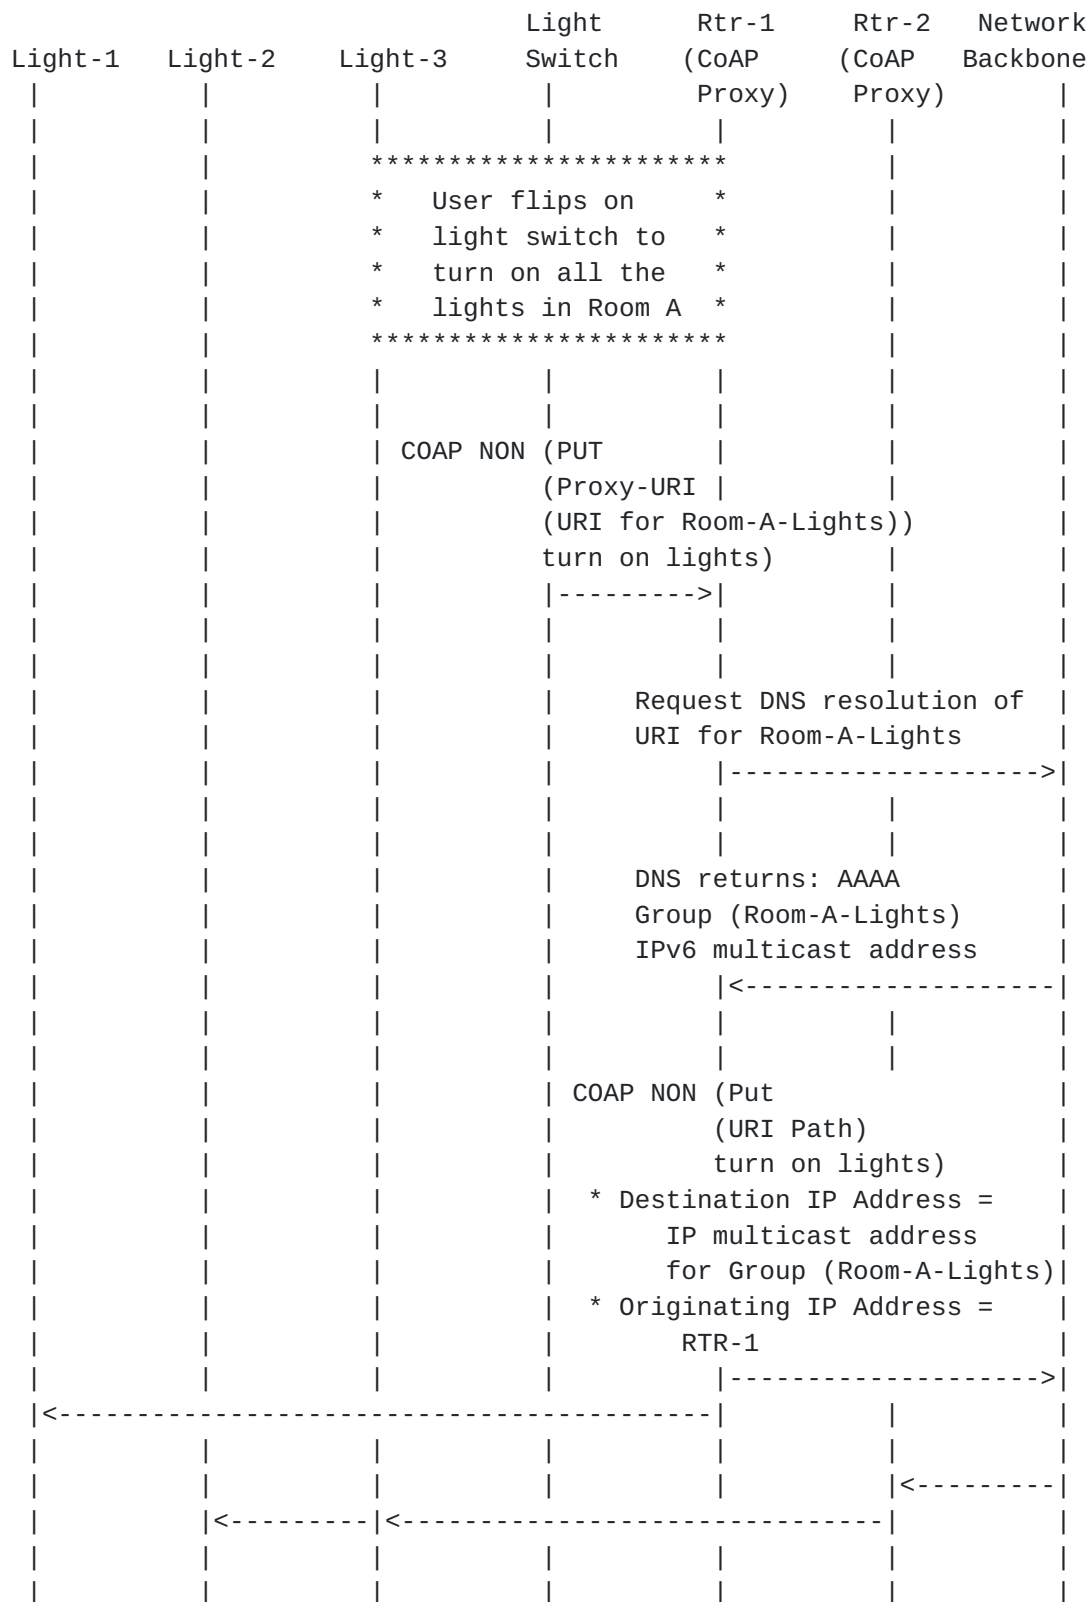 Light     Rtr-1     Rtr-2   Network
Light-1   Light-2    Light-3     Switch    (CoAP     (CoAP   Backbone
 |          |          |          |         Proxy)    Proxy)       |
 |          |          |          |          |          |          |
 |          |          ***********************          |          |
 |          |          *   User flips on     *          |          |
 |          |          *   light switch to   *          |          |
 |          |          *   turn on all the   *          |          |
 |          |          *   lights in Room A  *          |          |
 |          |          ***********************          |          |
 |          |          |          |          |          |          |
 |          |          |          |          |          |          |
 |          |          | COAP NON (PUT       |          |          |
 |          |          |          (Proxy-URI |          |          |
 |          |          |          (URI for Room-A-Lights))         |
 |          |          |          turn on lights)       |          |
 |          |          |          |--------->|          |          |
 |          |          |          |          |          |          |
 |          |          |          |          |          |          |
 |          |          |          |     Request DNS resolution of  |
 |          |          |          |     URI for Room-A-Lights      |
 |          |          |          |          |-------------------->|
 |          |          |          |          |          |          |
 |          |          |          |          |          |          |
 |          |          |          |     DNS returns: AAAA          |
 |          |          |          |     Group (Room-A-Lights)      |
 |          |          |          |     IPv6 multicast address     |
 |          |          |          |          |<--------------------|
 |          |          |          |          |          |          |
 |          |          |          |          |          |          |
 |          |          |          | COAP NON (Put                  |
 |          |          |          |          (URI Path)            |
 |          |          |          |          turn on lights)       |
 |          |          |          |  * Destination IP Address =    |
 |          |          |          |       IP multicast address     |
 |          |          |          |       for Group (Room-A-Lights)|
 |          |          |          |  * Originating IP Address =    |
 |          |          |          |        RTR-1                   |
 |          |          |          |          |-------------------->|
 |<------------------------------------------|          |          |
 |          |          |          |          |          |          |
 |          |          |          |          |          |<---------|
 |          |<---------|<-------------------------------|          |
 |          |          |          |          |          |          |
 |          |          |          |          |          |          |